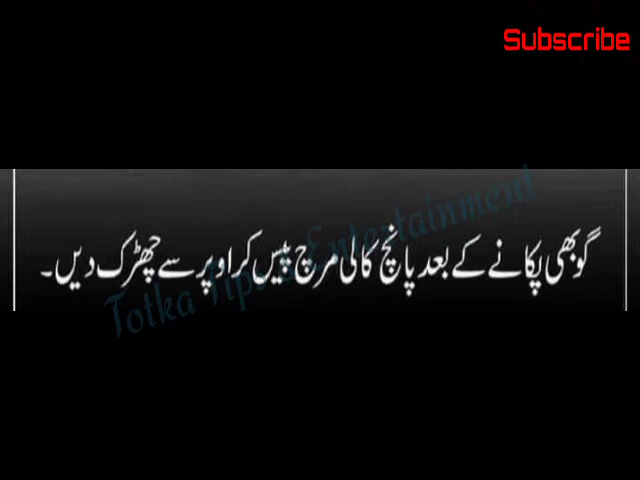 Subscribe
گوبھی پکانے کے بعد پانچ کالی مرچ پیس کر اوپر سے چھڑک دیں۔
Totka Tips & Entertainment